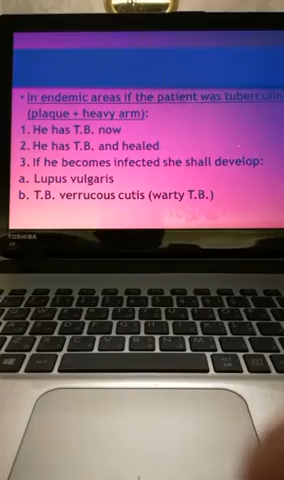 • In endemic areas if the patient was tuberculin
(plaque + heavy arm):
1. He has T.B. now
2. He has T.B. and healed
3. If he becomes infected she shall develop:
a. Lupus vulgaris
b. T.B. verrucous cutis (warty T.B.)
TOSHIBA